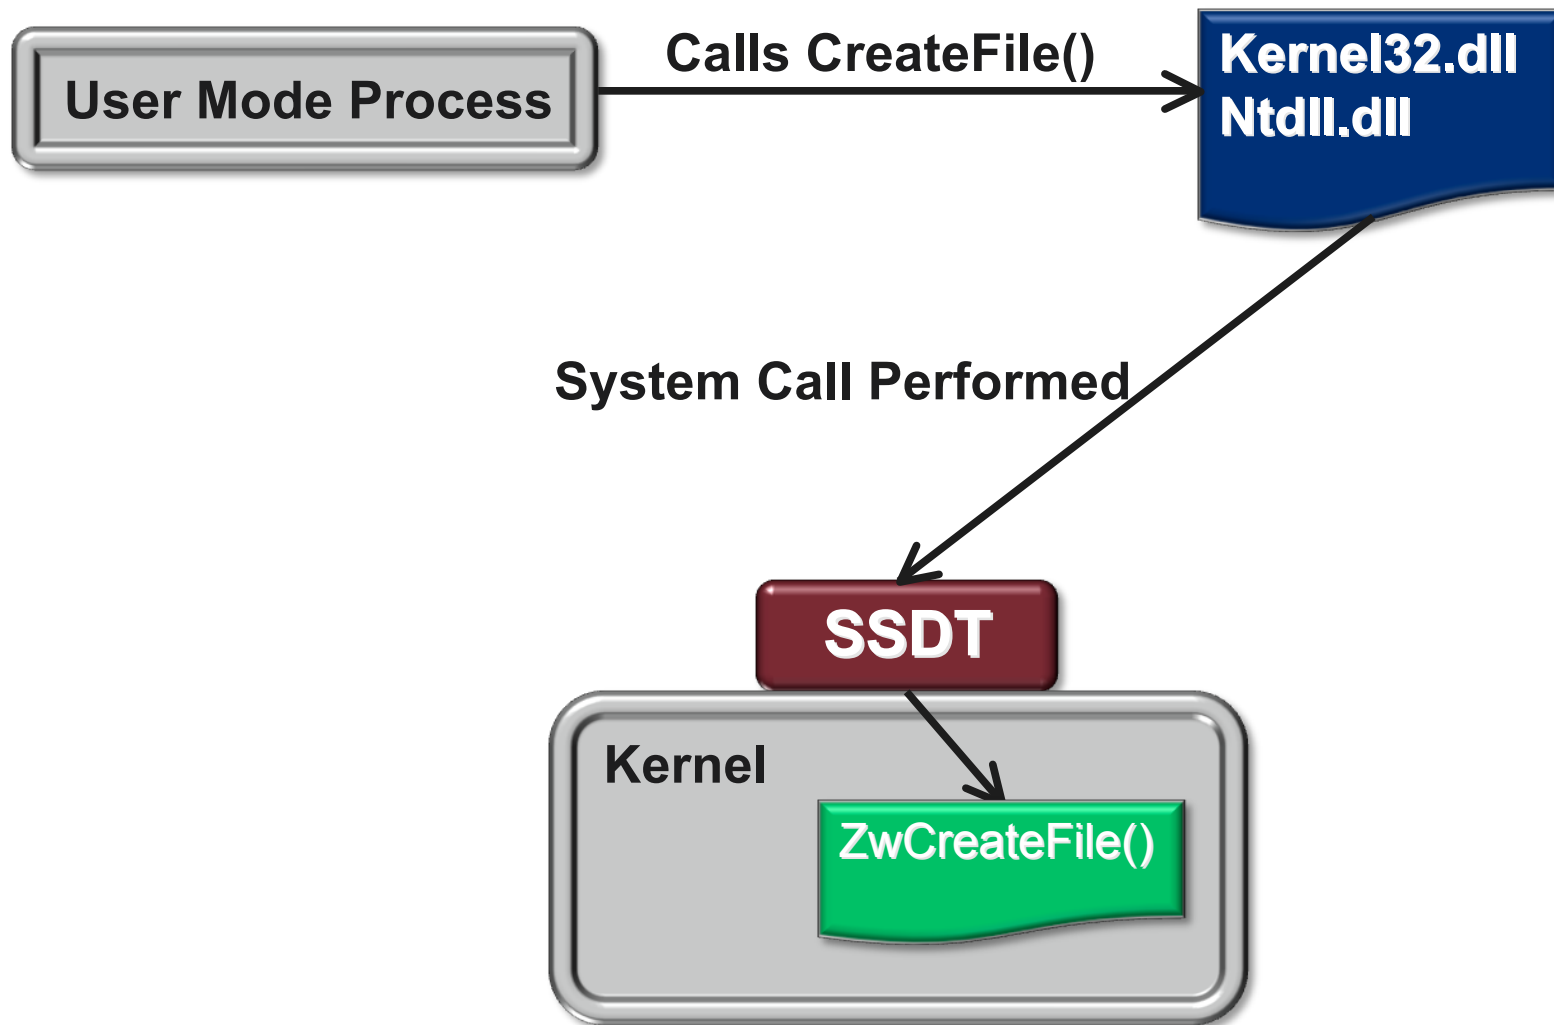 User Mode Process
Calls CreateFile()
Kernel32.dll
Ntdll.dll
System Call Performed
SSDT
Kernel
ZwCreateFile()